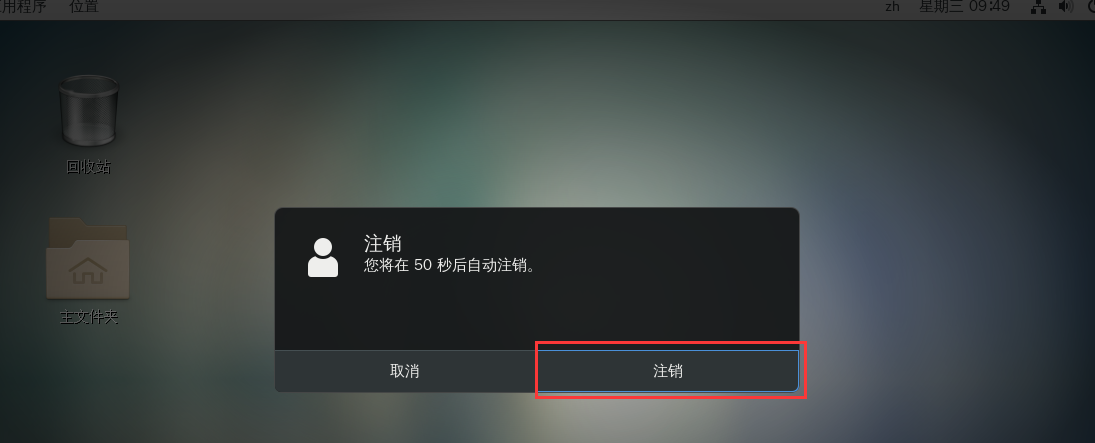 用程序 位置 zh 星期三 09:49
回收站
主文件夹
注销
您将在 50 秒后自动注销。
取消 注销